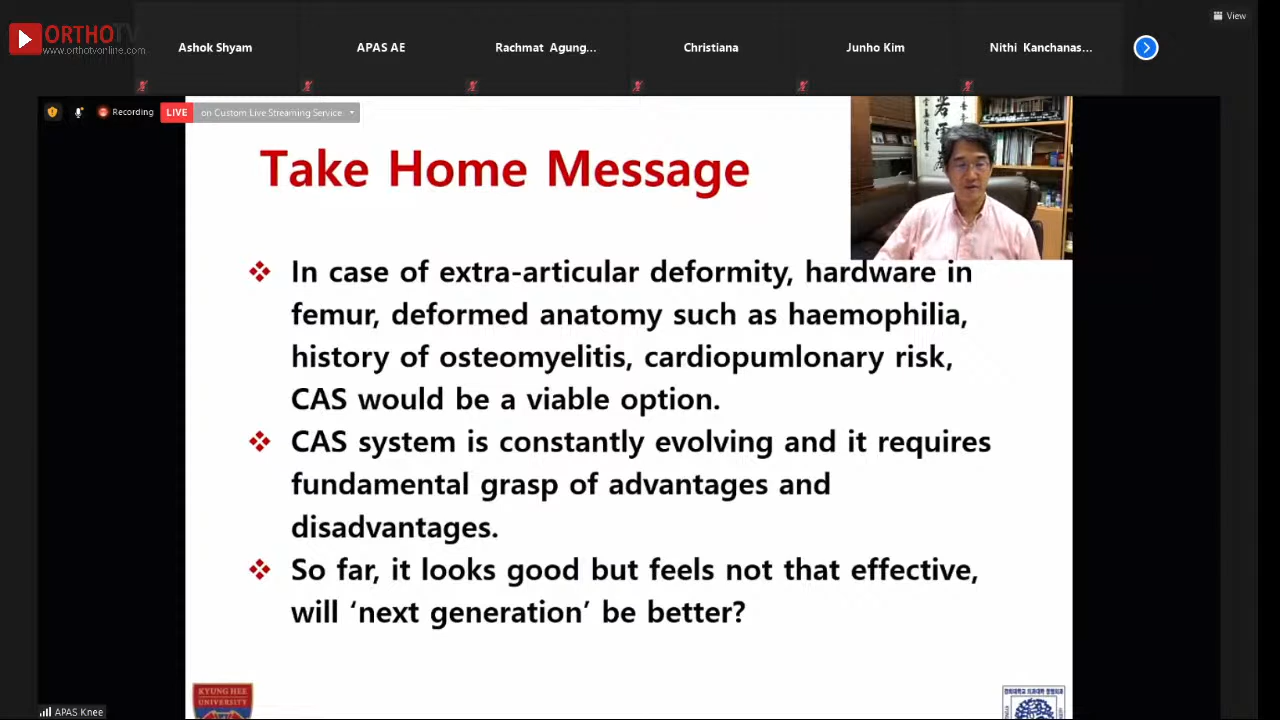 ORTHOTV
www.orthotvonline.com
Ashok Shyam
APAS AE
Rachmat Agung...
Christiana
Junho Kim
Nithi Kanchanas...
View
Recording
LIVE
on Custom Live Streaming Service
Take Home Message
In case of extra-articular deformity, hardware in
femur, deformed anatomy such as haemophilia,
history of osteomyelitis, cardiopumlonary risk,
CAS would be a viable option.
CAS system is constantly evolving and it requires
fundamental grasp of advantages and
disadvantages.
So far, it looks good but feels not that effective,
will ‘next generation’ be better?
KYUNG HEE
UNIVERSITY
APAS Knee